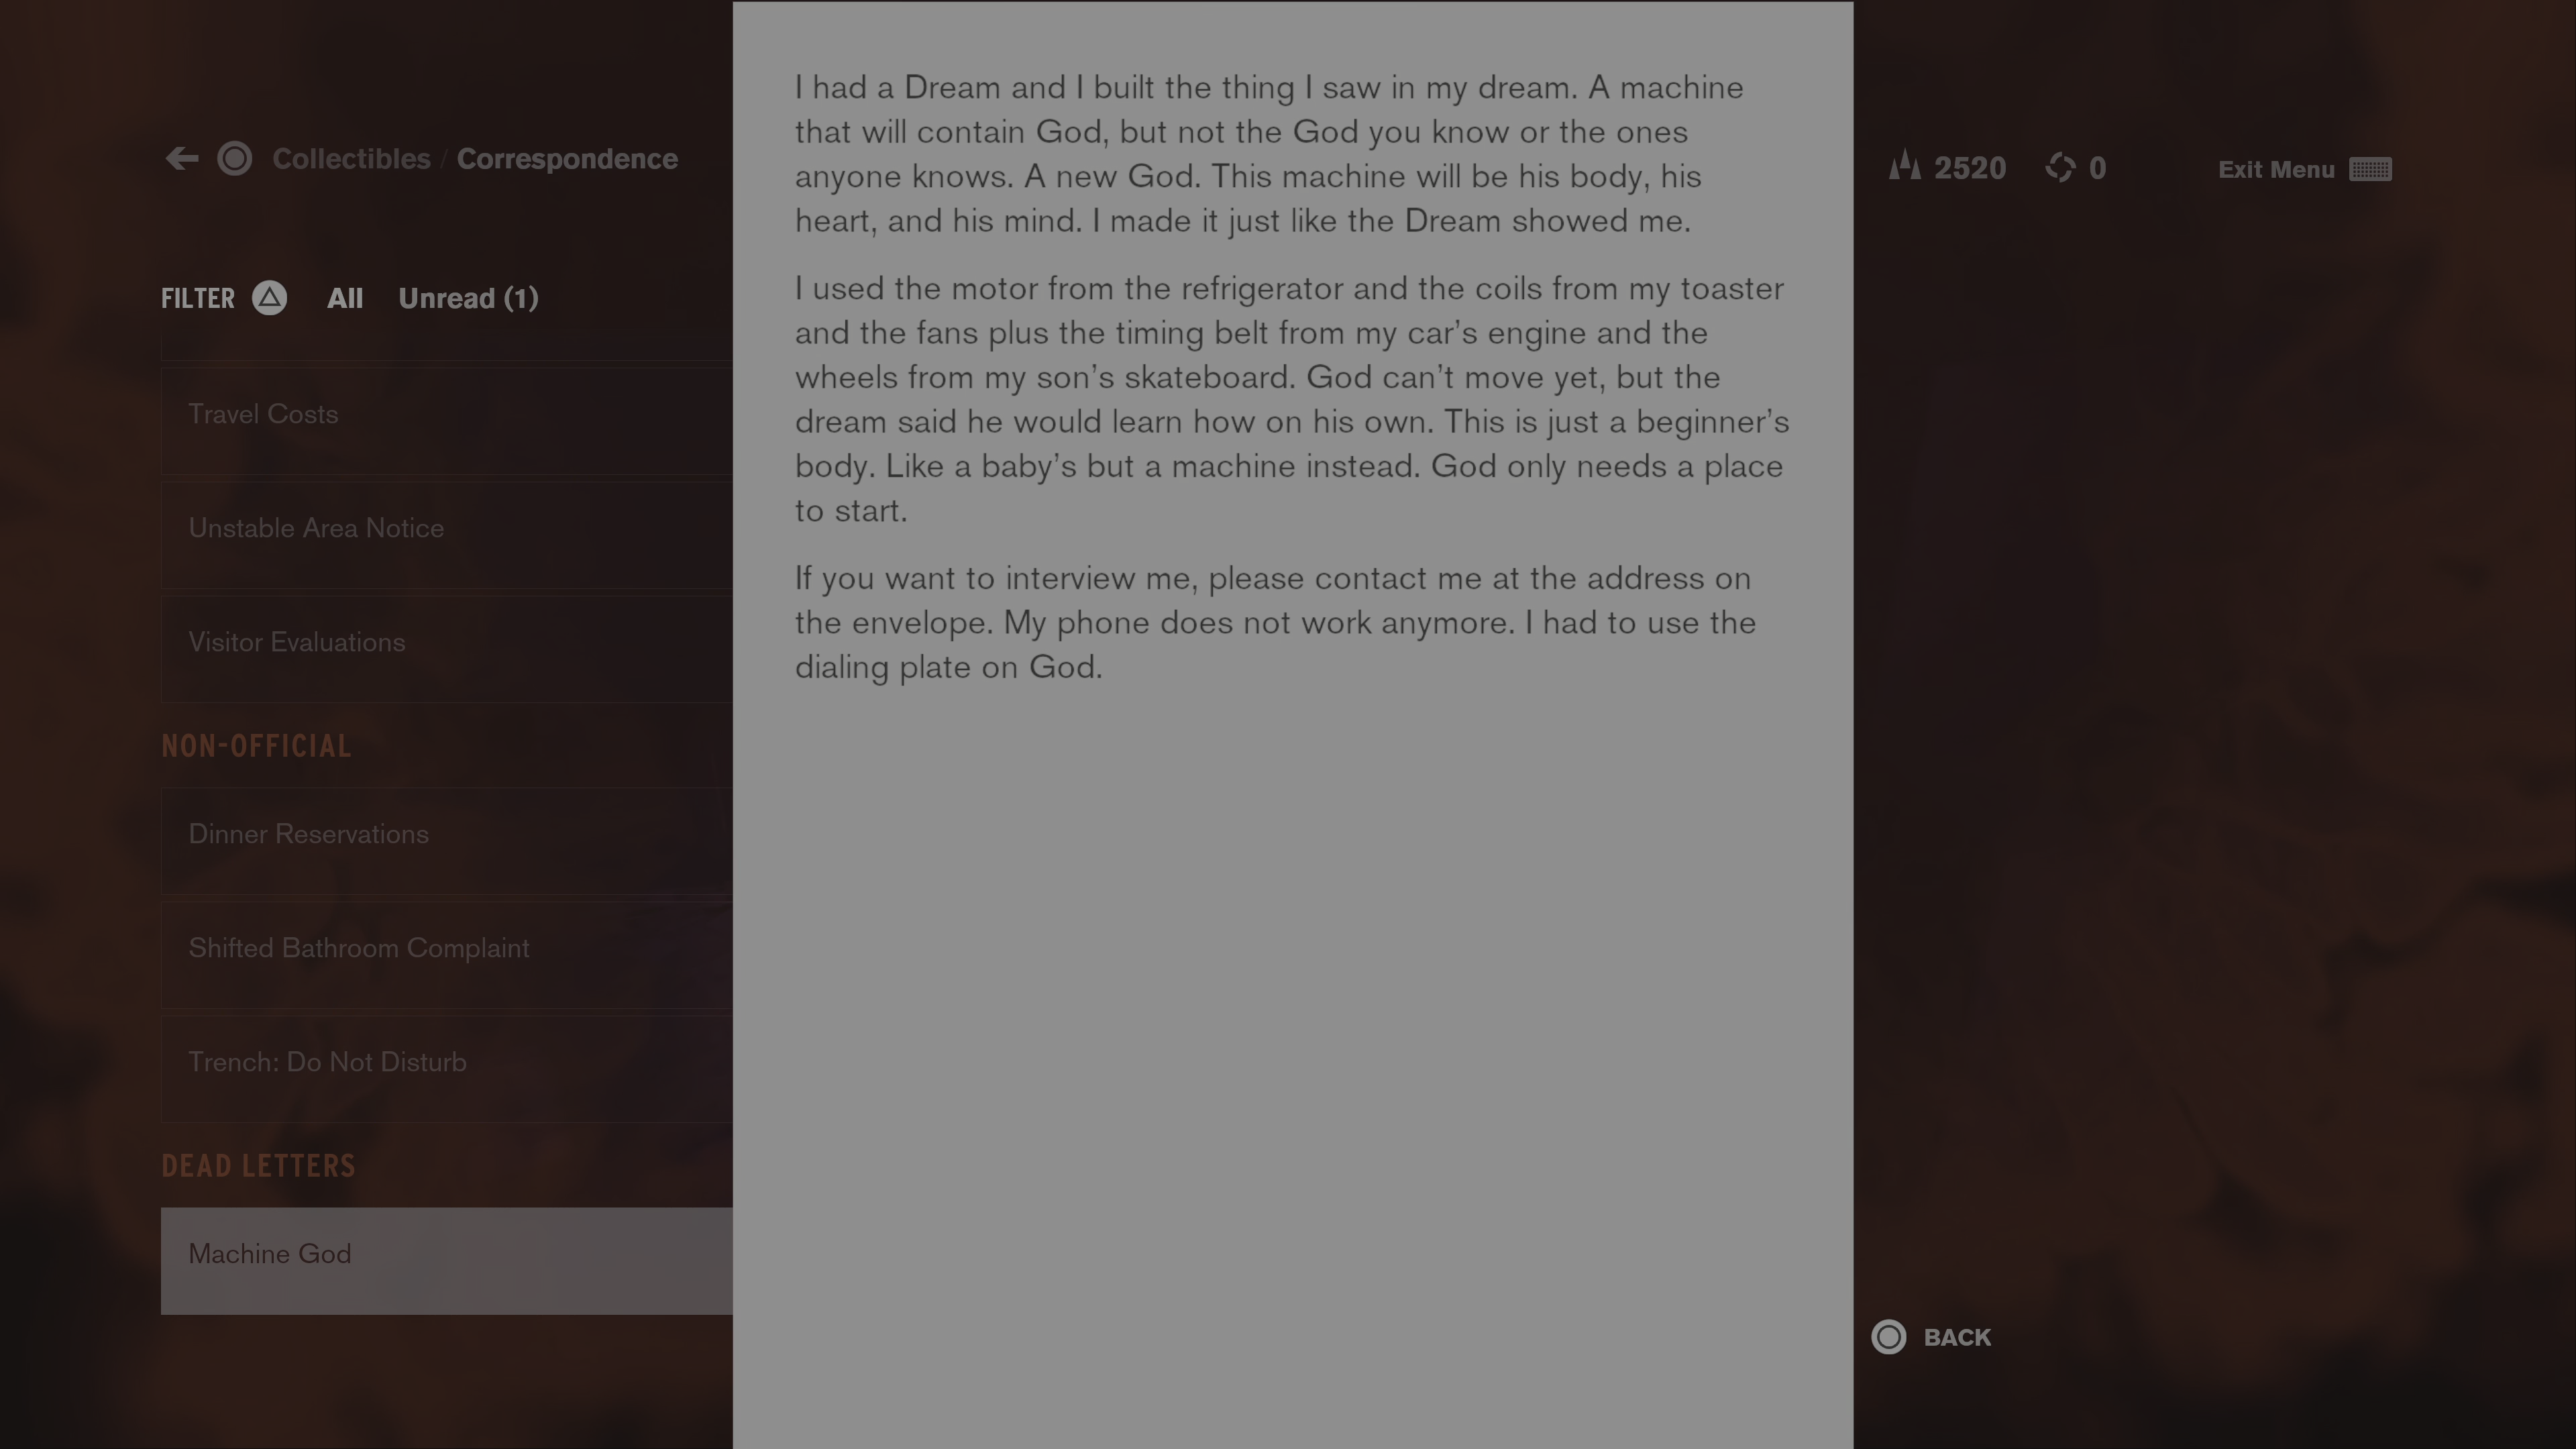 Collectibles / Correspondence
2520
0
Exit Menu
FILTER All Unread (1)
Travel Costs
Unstable Area Notice
Visitor Evaluations
NON-OFFICIAL
Dinner Reservations
Shifted Bathroom Complaint
Trench: Do Not Disturb
DEAD LETTERS
Machine God
I had a Dream and I built the thing I saw in my dream. A machine
that will contain God, but not the God you know or the ones
anyone knows. A new God. This machine will be his body, his
heart, and his mind. I made it just like the Dream showed me.
I used the motor from the refrigerator and the coils from my toaster
and the fans plus the timing belt from my car’s engine and the
wheels from my son’s skateboard. God can’t move yet, but the
dream said he would learn how on his own. This is just a beginner’s
body. Like a baby’s but a machine instead. God only needs a place
to start.
If you want to interview me, please contact me at the address on
the envelope. My phone does not work anymore. I had to use the
dialing plate on God.
BACK